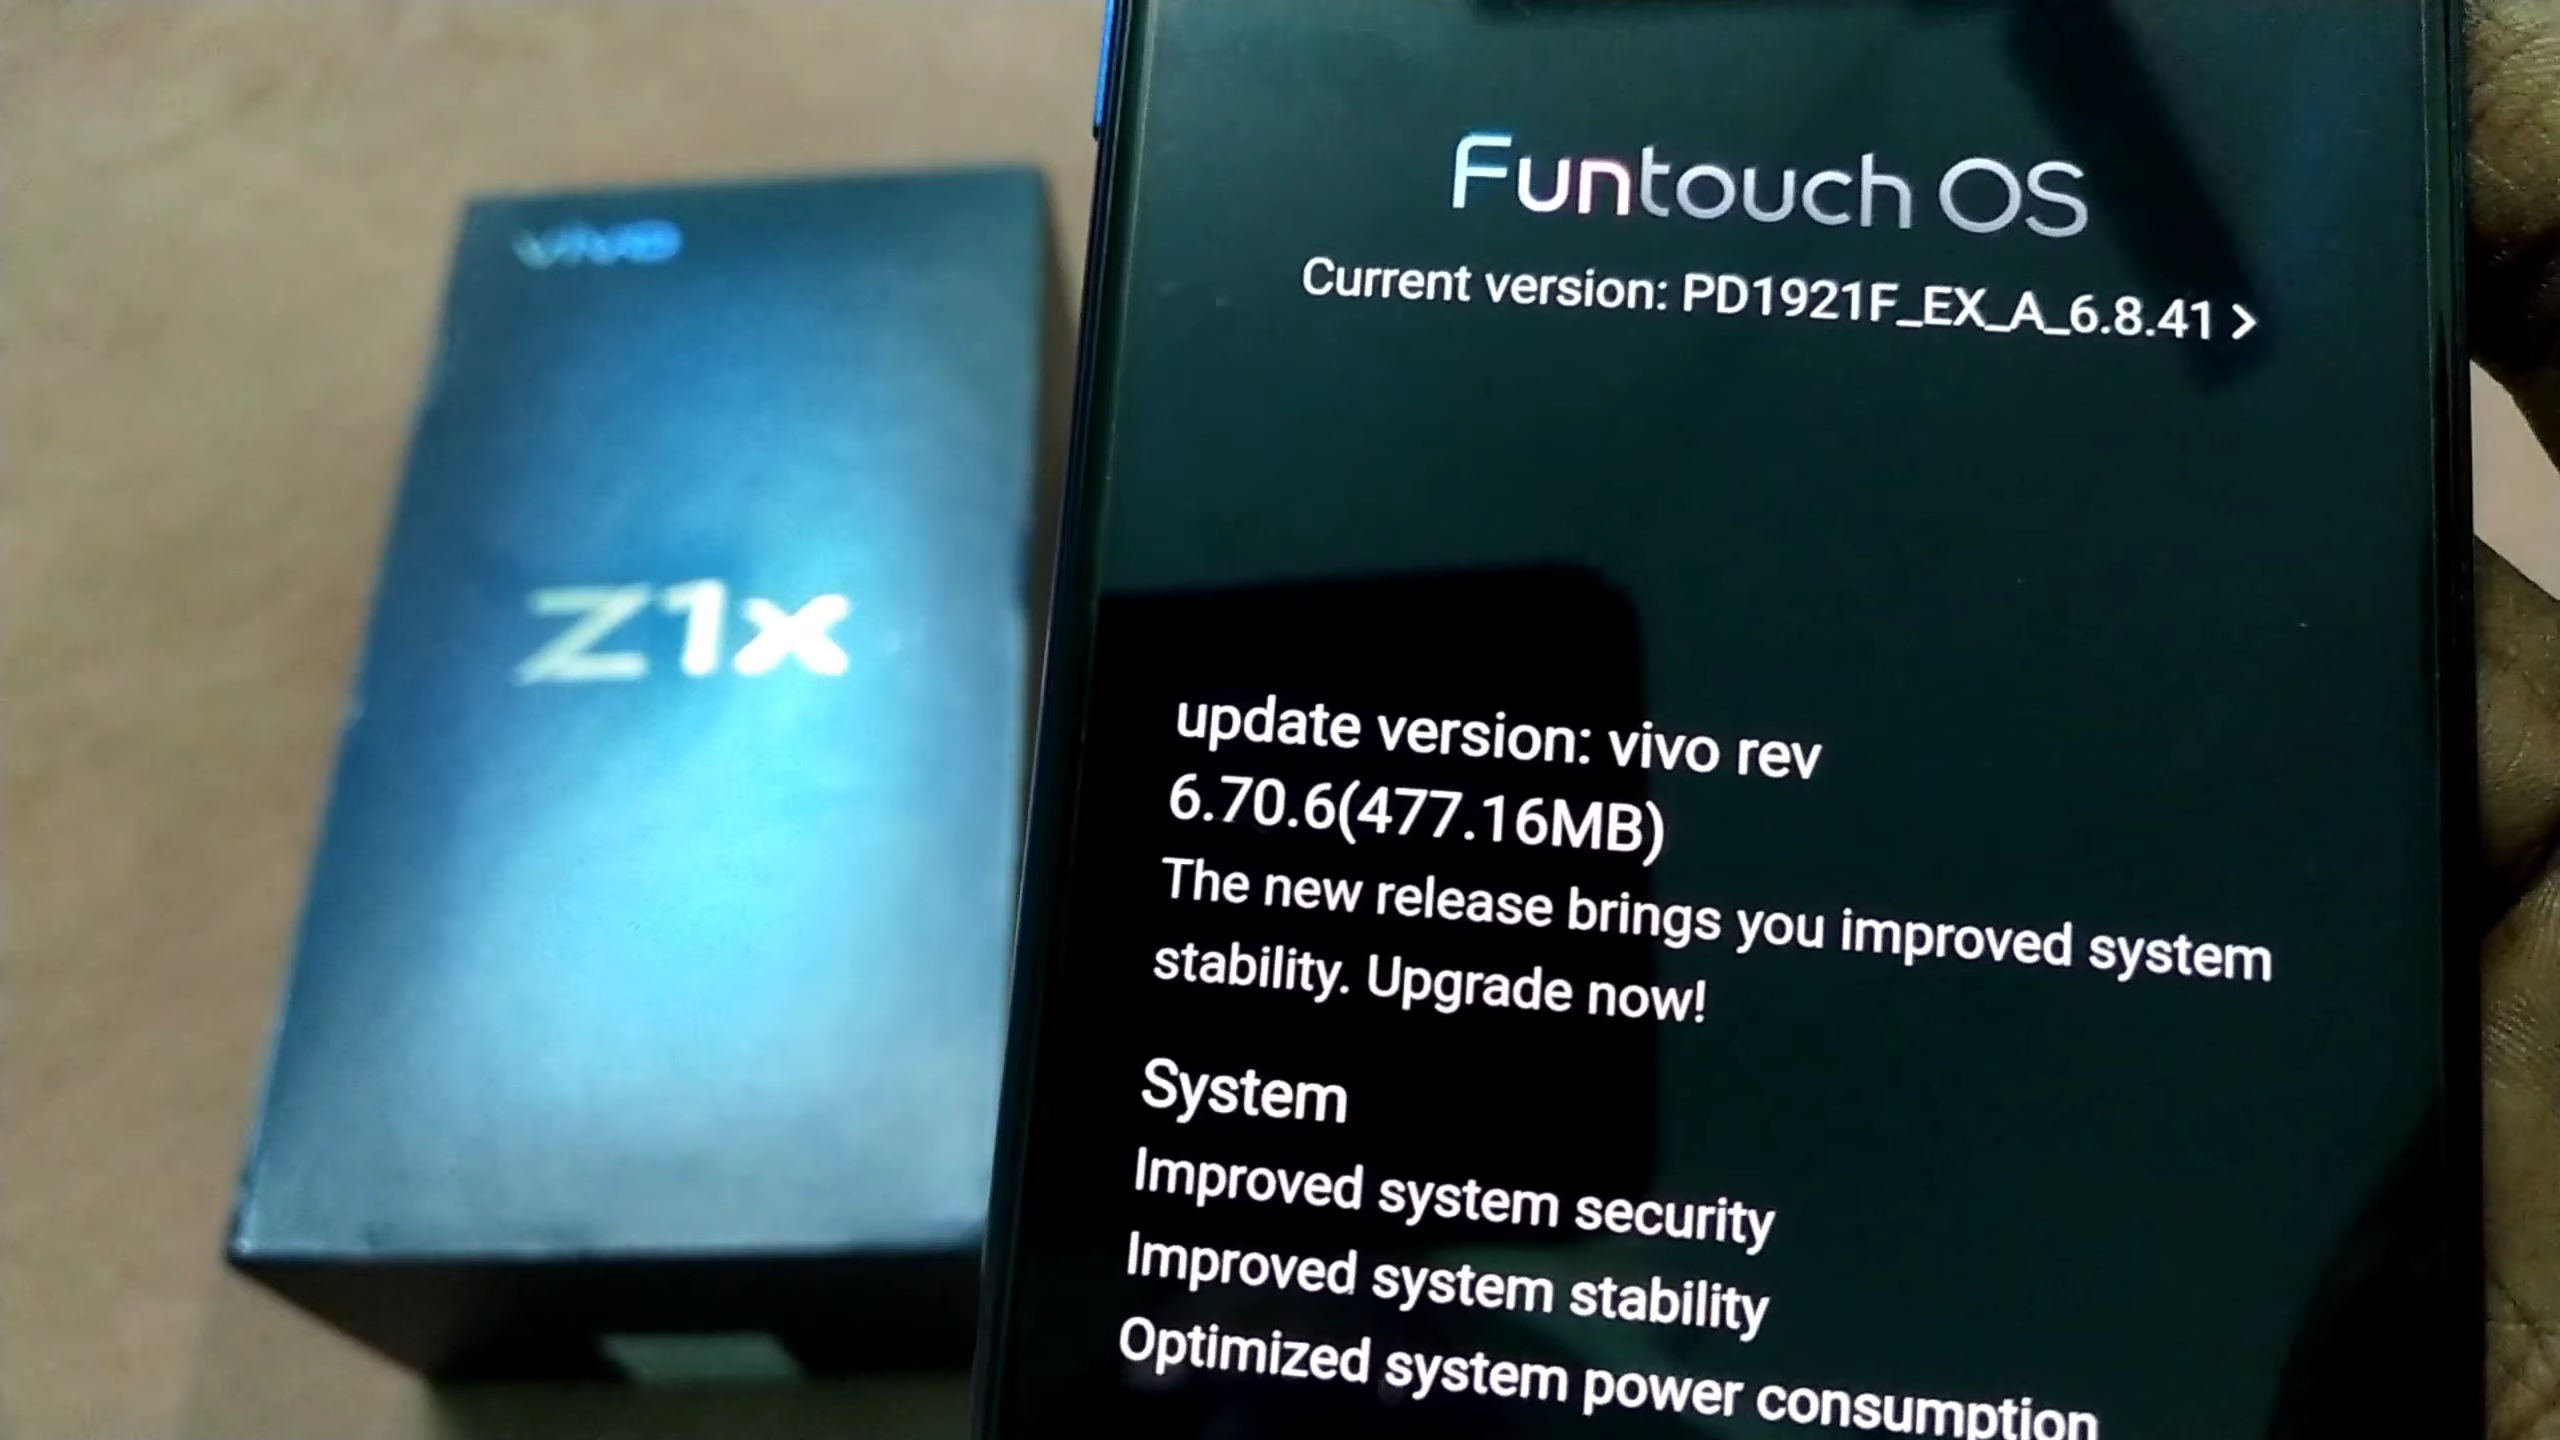 vivo
Z1x
Funtouch OS
Current version: PD1921F_EX_A_6.8.41 >
update version: vivo rev
6.70.6(477.16MB)
The new release brings you improved system
stability. Upgrade now!
System
Improved system security
Improved system stability
Optimized system power consumption